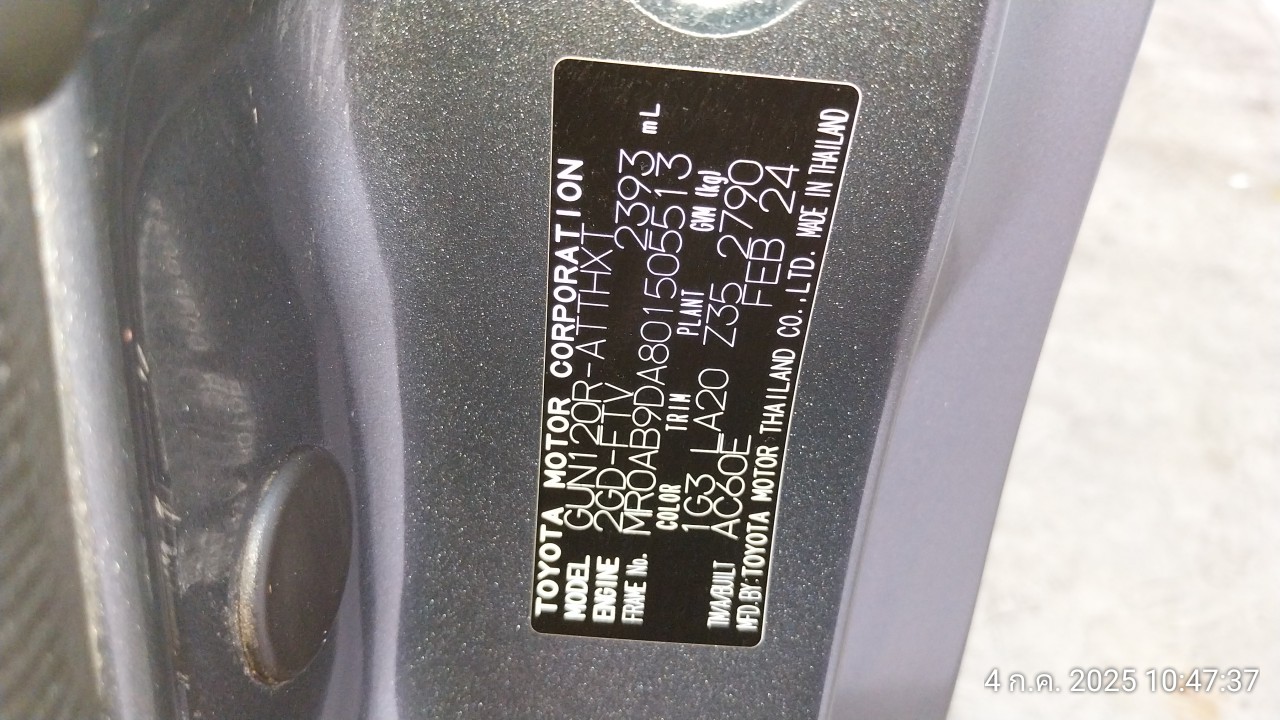 TOYOTA MOTOR CORPORATION
MODEL GUN120R-ATTHXT
ENGINE 2GD-FTV 2393 mL
FRAME No. MR0AB9DA801505513
COLOR TRIM PLANT GVM (kg)
1G3 LA20 Z35 2790
TM/A/BUILT AC60E FEB 24
MFD.BY:TOYOTA MOTOR THAILAND CO.,LTD. MADE IN THAILAND
4 ก.ค. 2025 10:47:37